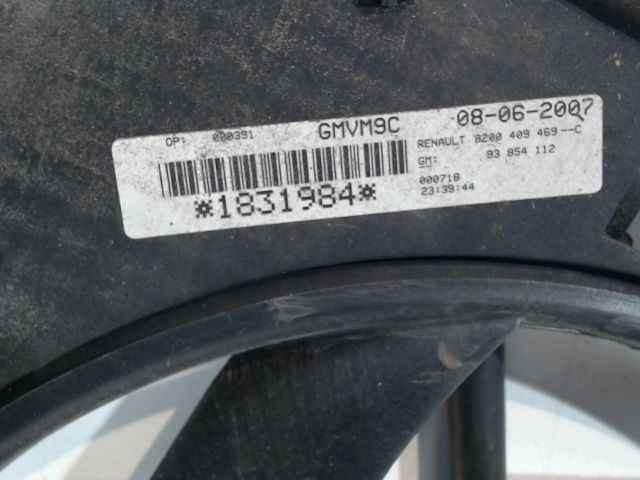 OP: 000391 GMVM9C 08-06-2007
RENAULT 8200 409 469--C
GM: 93 854 112
000718
23:39:44
*1831984*